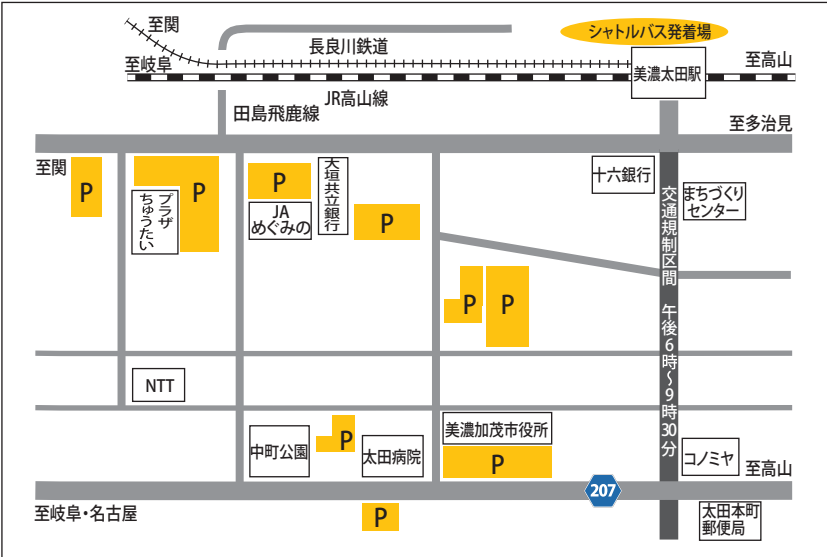 至関
シャトルバス発着場
長良川鉄道
至岐阜
美濃太田駅
至高山
JR高山線
田島飛鹿線
至多治見
至関
P
プラザ
ちゅうたい
P
P
JA
めぐみの
大垣共立銀行
P
十六銀行
まちづくり
センター
交通規制区間 午後6時～9時30分
P
P
NTT
中町公園
P
太田病院
美濃加茂市役所
P
コノミヤ
至高山
207
至岐阜・名古屋
P
太田本町
郵便局